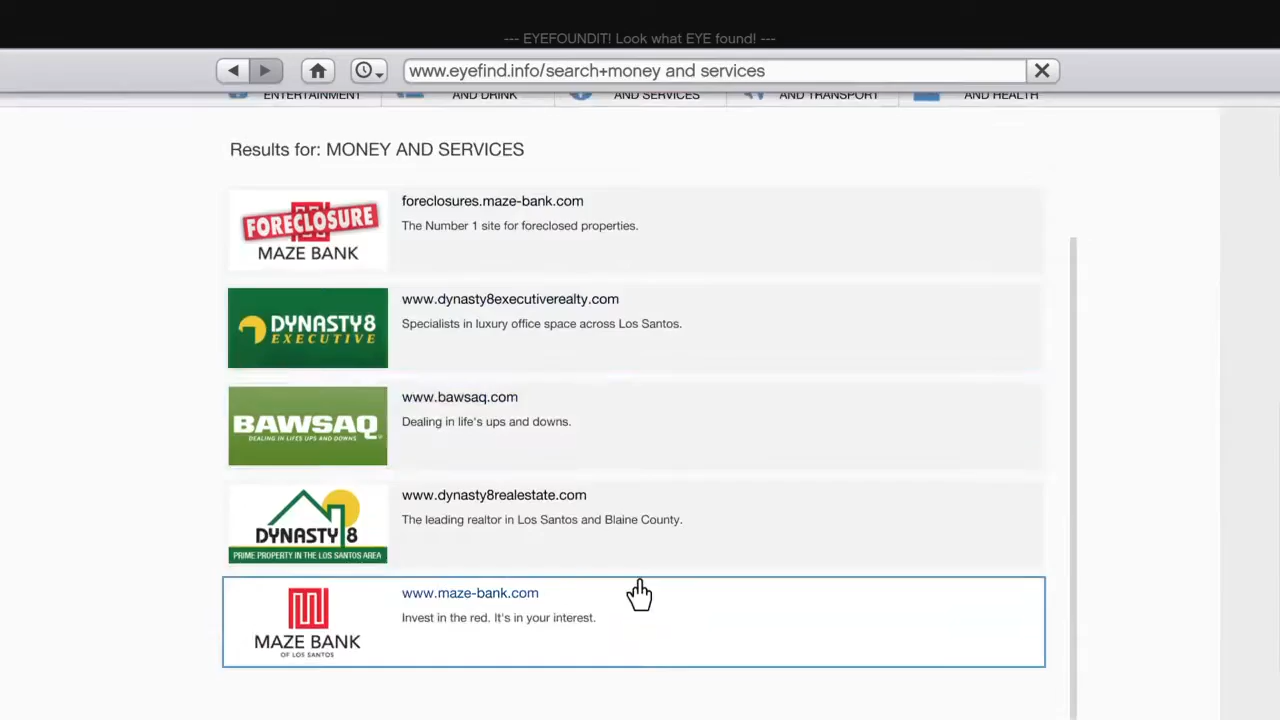 --- EYEFOUNDIT! Look what EYE found! ---
www.eyefind.info/search+money and services
ENTERTAINMENT AND DRINK AND SERVICES AND TRANSPORT AND HEALTH
Results for: MONEY AND SERVICES
FORECLOSURE
MAZE BANK
foreclosures.maze-bank.com
The Number 1 site for foreclosed properties.
DYNASTY8
EXECUTIVE
www.dynasty8executiverealty.com
Specialists in luxury office space across Los Santos.
BAWSAQ
DEALING IN LIFES UPS AND DOWNS
www.bawsaq.com
Dealing in life's ups and downs.
DYNASTY 8
PRIME PROPERTY IN THE LOS SANTOS AREA
www.dynasty8realestate.com
The leading realtor in Los Santos and Blaine County.
MAZE BANK
OF LOS SANTOS
www.maze-bank.com
Invest in the red. It's in your interest.